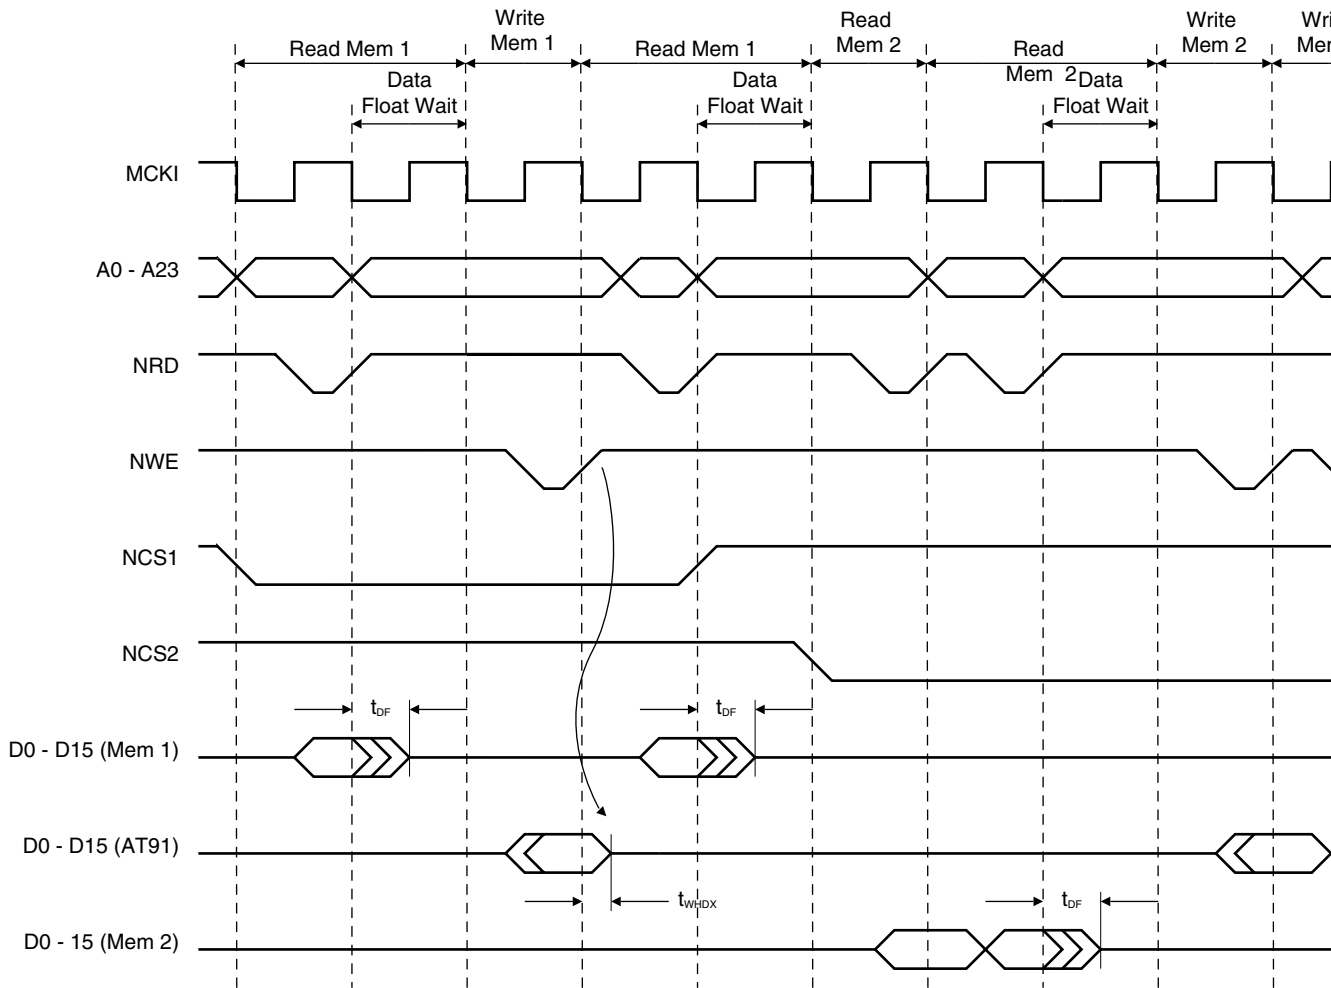 Write
Mem 1
Read
Mem 2
Write
Mem 2
Wri
Me
Read Mem 1
Read Mem 1
Read
Mem 2
Data
Float Wait
Data
Float Wait
Data
Float Wait
MCKI
A0 - A23
NRD
NWE
NCS1
NCS2
tDF
tDF
D0 - D15 (Mem 1)
D0 - D15 (AT91)
tWHDX
tDF
D0 - 15 (Mem 2)